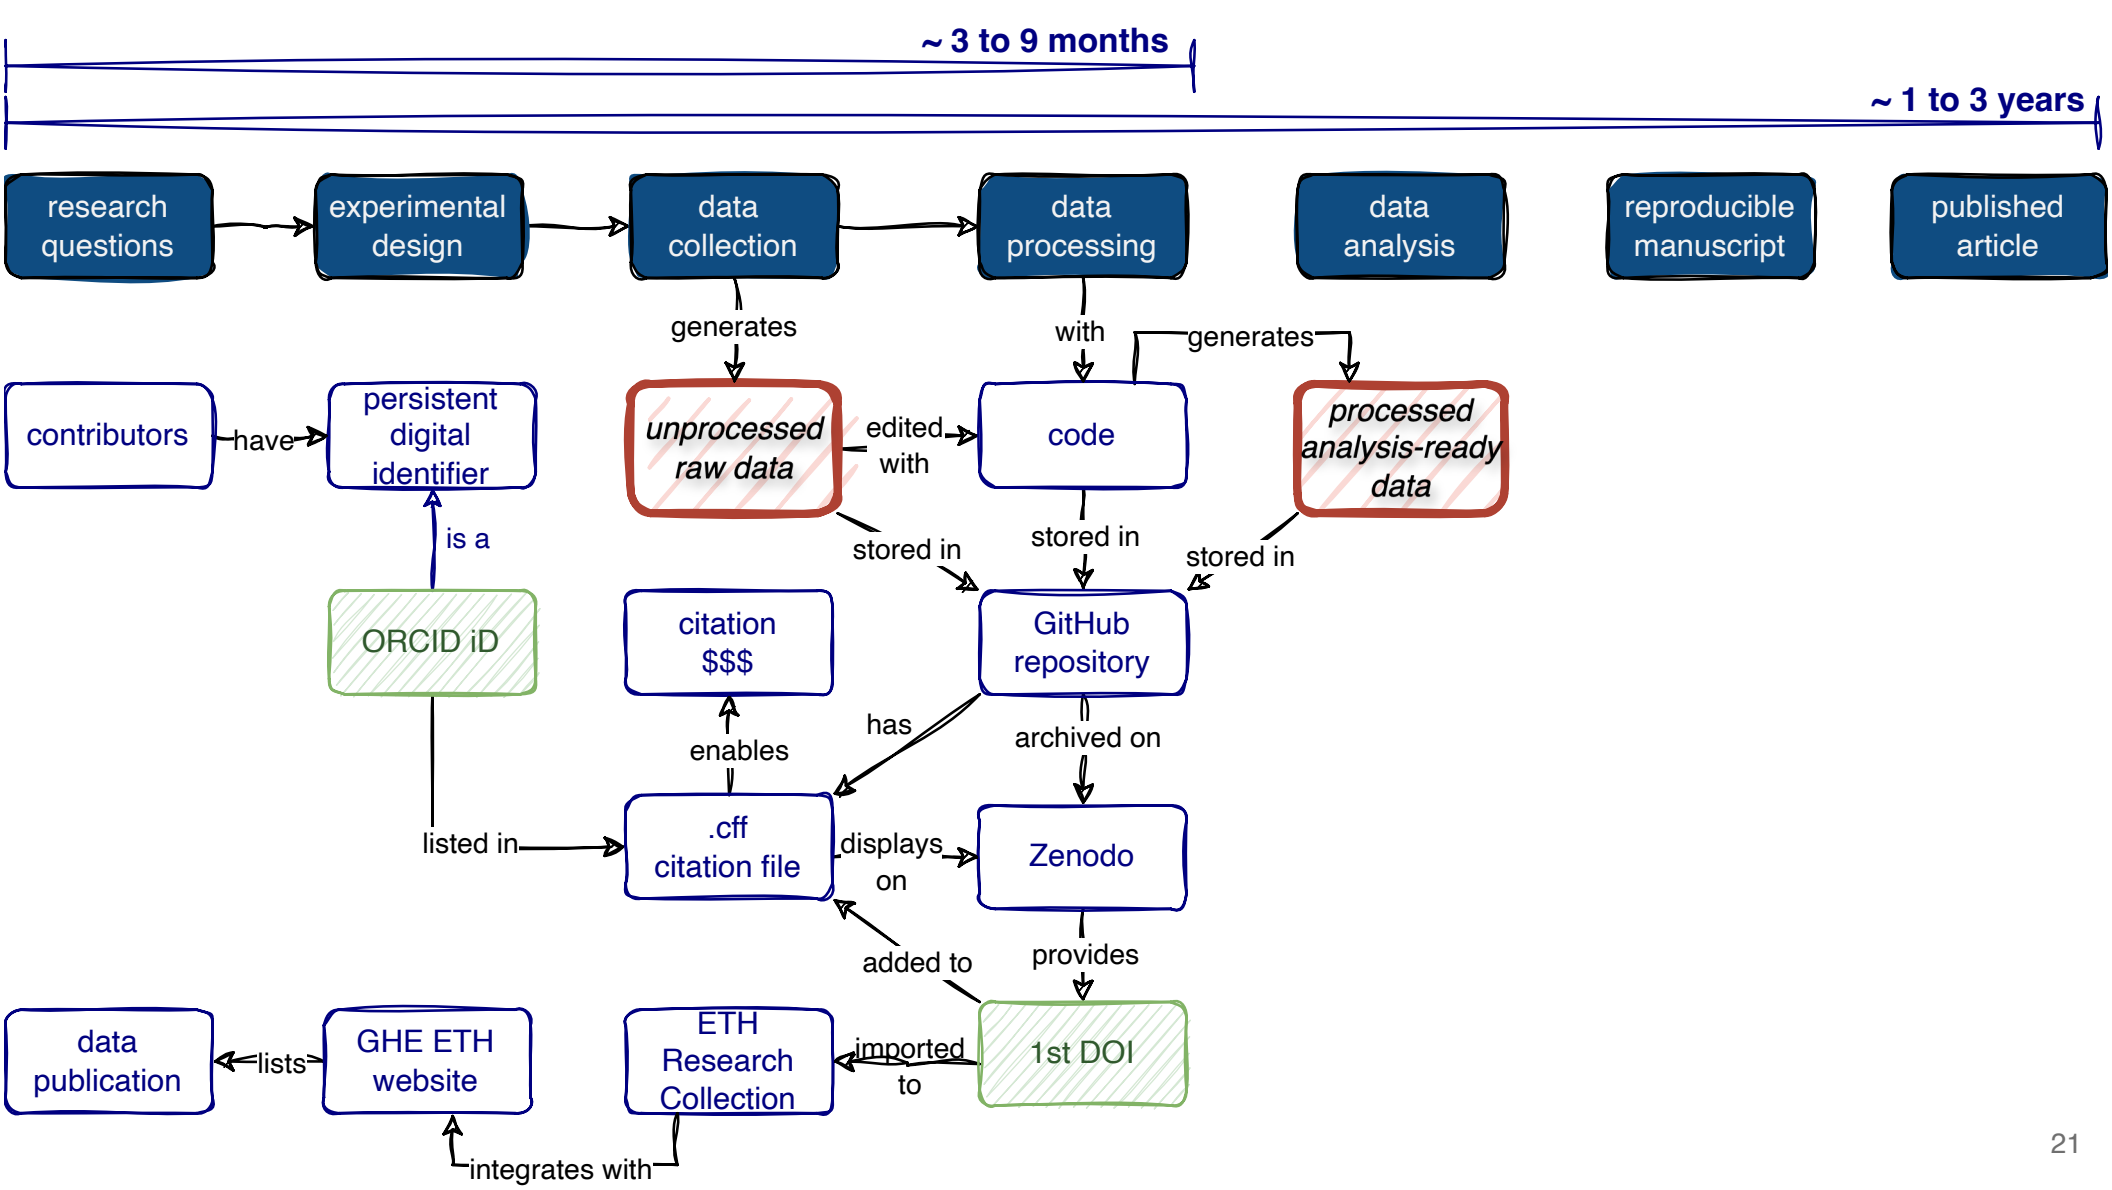 ~ 3 to 9 months
~ 1 to 3 years
research
questions
experimental
design
data
collection
data
processing
data
analysis
reproducible
manuscript
published
article
generates
with
generates
contributors
have
persistent
digital
identifier
unprocessed
raw data
edited
with
code
processed
analysis-ready
data
is a
stored in
stored in
stored in
ORCID iD
citation
$$$
GitHub
repository
has
archived on
enables
listed in
.cff
citation file
displays
on
Zenodo
added to
provides
data
publication
lists
GHE ETH
website
ETH
Research
Collection
imported
to
1st DOI
integrates with
21